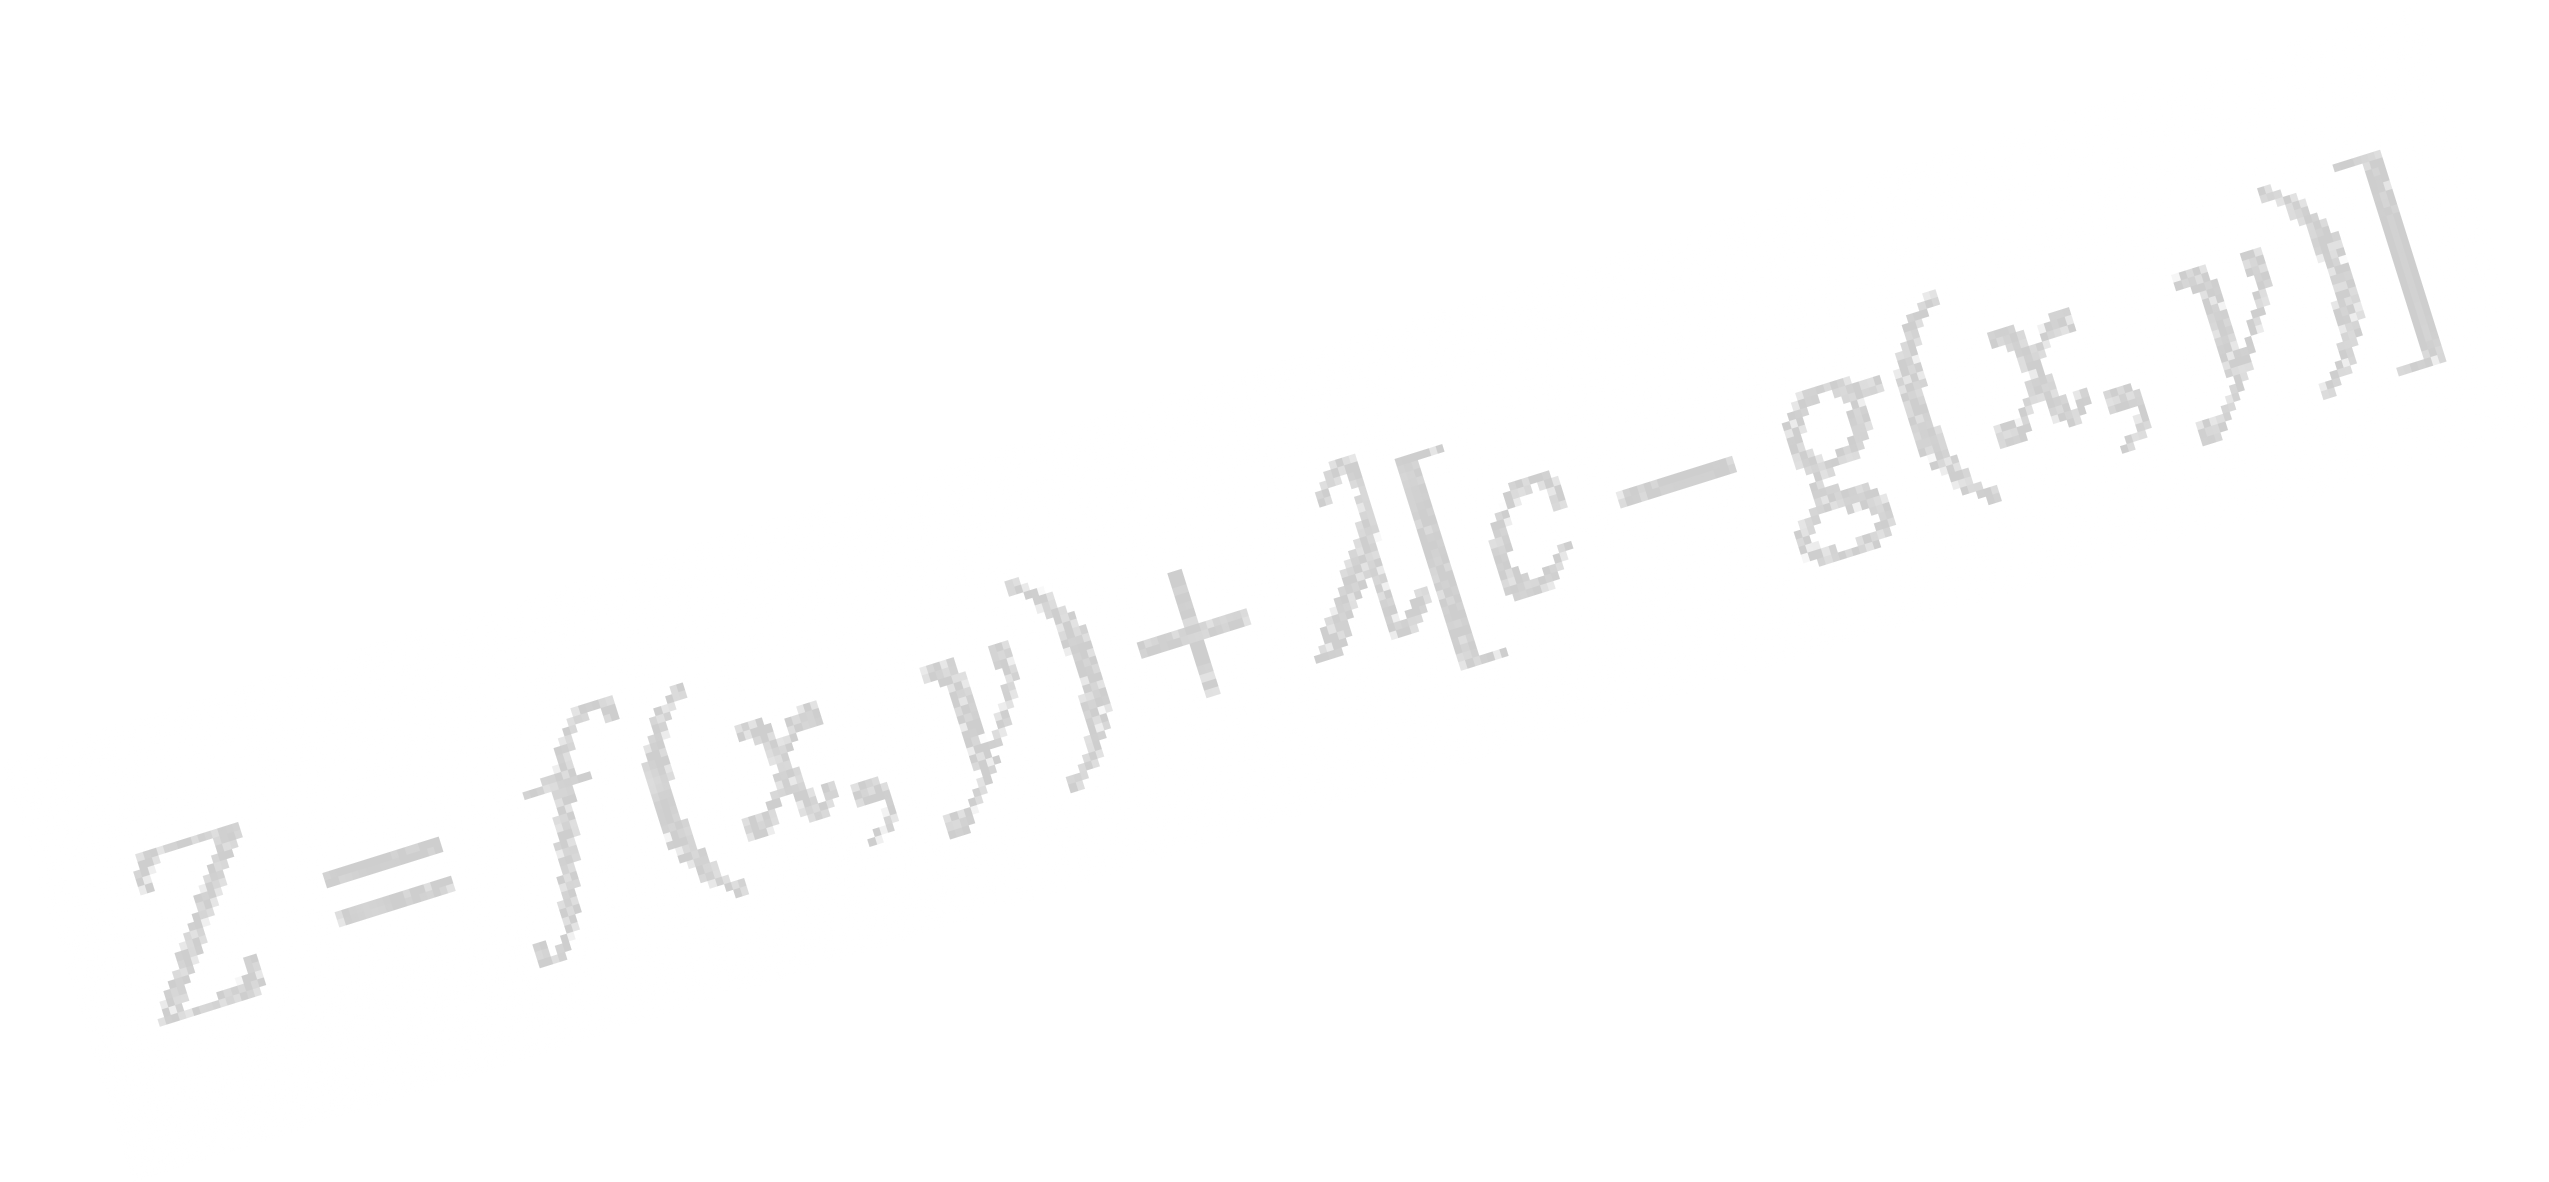 Z = f(x, y) + λ[c − g(x, y)]